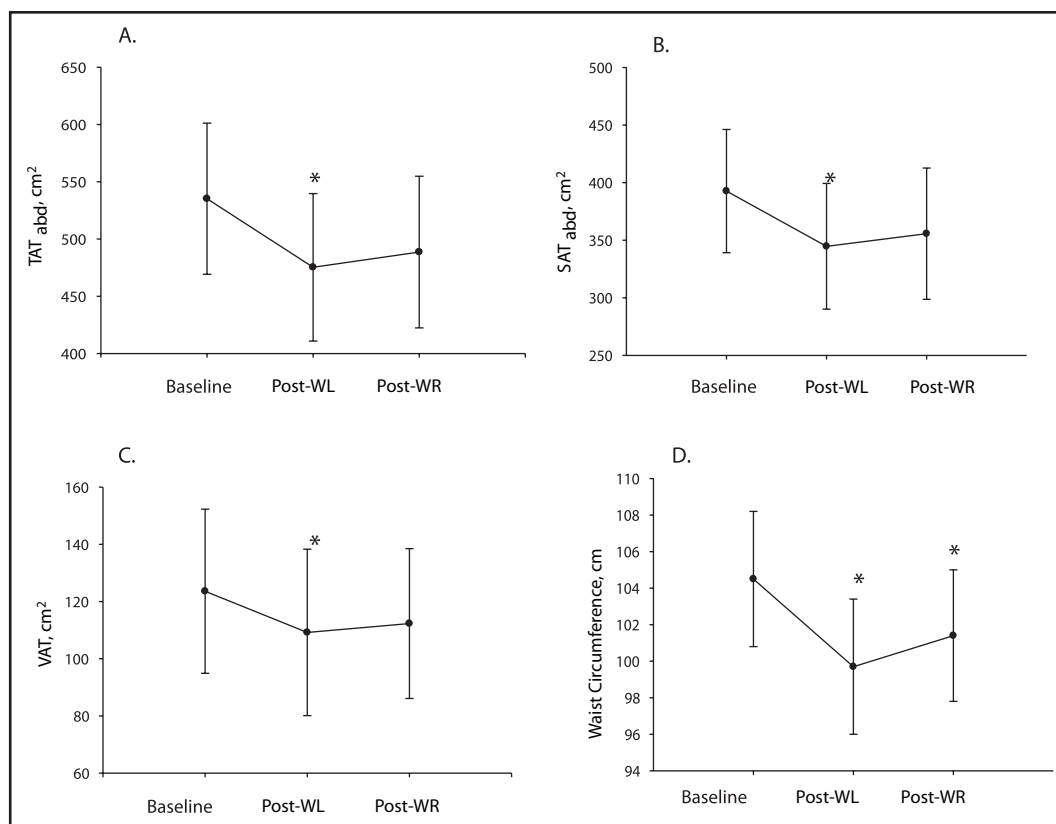 A.
650
600
550
500
450
400
TAT abd, cm²
*
Baseline Post-WL Post-WR
B.
500
450
400
350
300
250
SAT abd, cm²
*
Baseline Post-WL Post-WR
C.
160
140
120
100
80
60
VAT, cm²
*
Baseline Post-WL Post-WR
D.
110
108
106
104
102
100
98
96
94
Waist Circumference, cm
*
*
Baseline Post-WL Post-WR